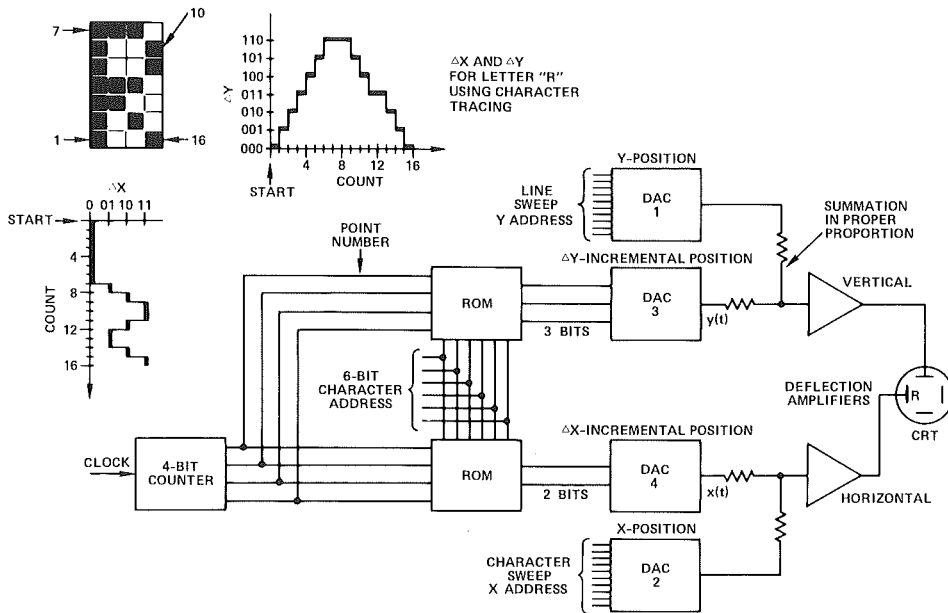 7
10
1
16
ΔY
110
101
100
011
010
001
000
4
8
12
16
START
COUNT
ΔX AND ΔY
FOR LETTER "R"
USING CHARACTER
TRACING
ΔX
START
0 01 10 11
4
8
12
16
COUNT
POINT
NUMBER
LINE
SWEEP
Y ADDRESS
Y-POSITION
DAC
1
SUMMATION
IN PROPER
PROPORTION
ΔY-INCREMENTAL POSITION
ROM
3 BITS
DAC
3
y(t)
VERTICAL
6-BIT
CHARACTER
ADDRESS
DEFLECTION
AMPLIFIERS
R
CRT
CLOCK
4-BIT
COUNTER
ROM
2 BITS
ΔX-INCREMENTAL POSITION
DAC
4
x(t)
HORIZONTAL
X-POSITION
CHARACTER
SWEEP
X ADDRESS
DAC
2